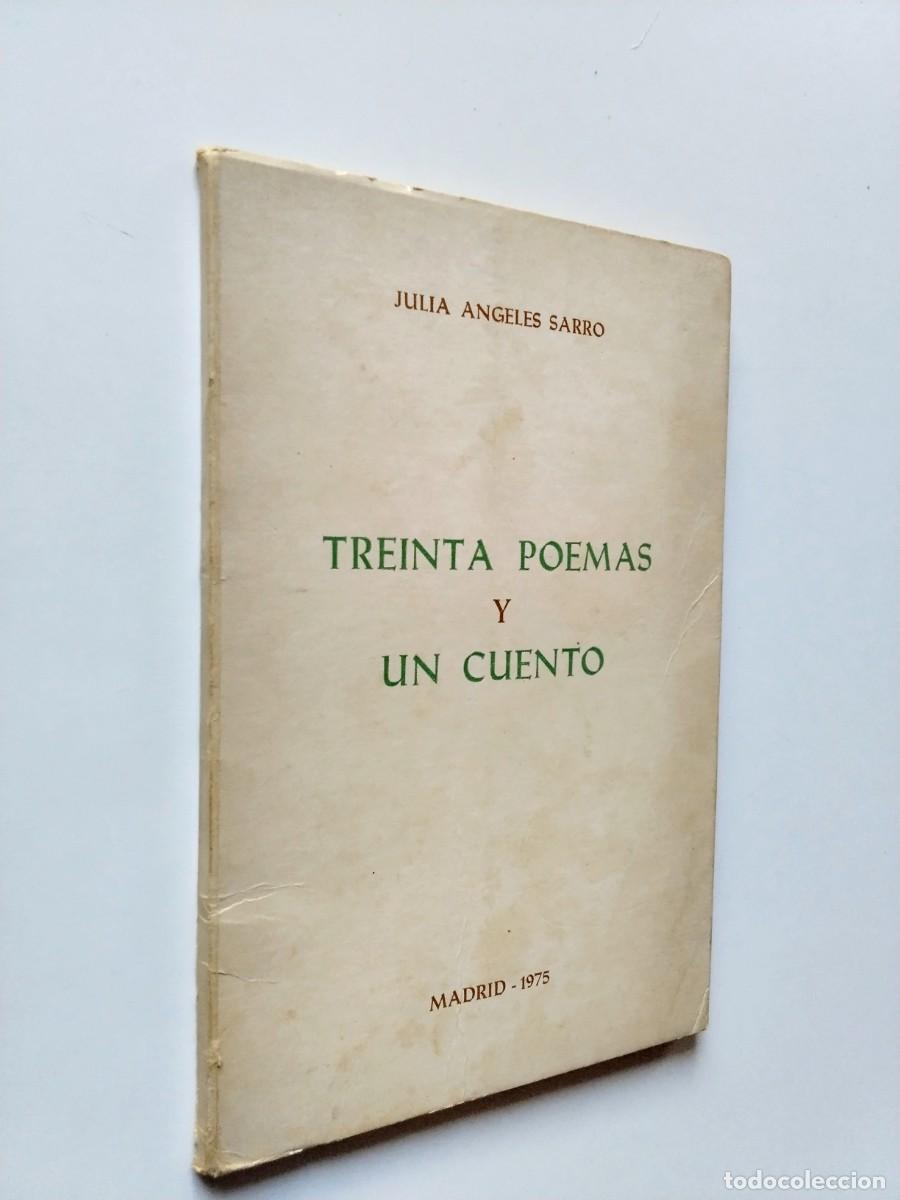 JULIA ANGELES SARRO
TREINTA POEMAS
Y
UN CUENTO
MADRID - 1975
todocoleccion